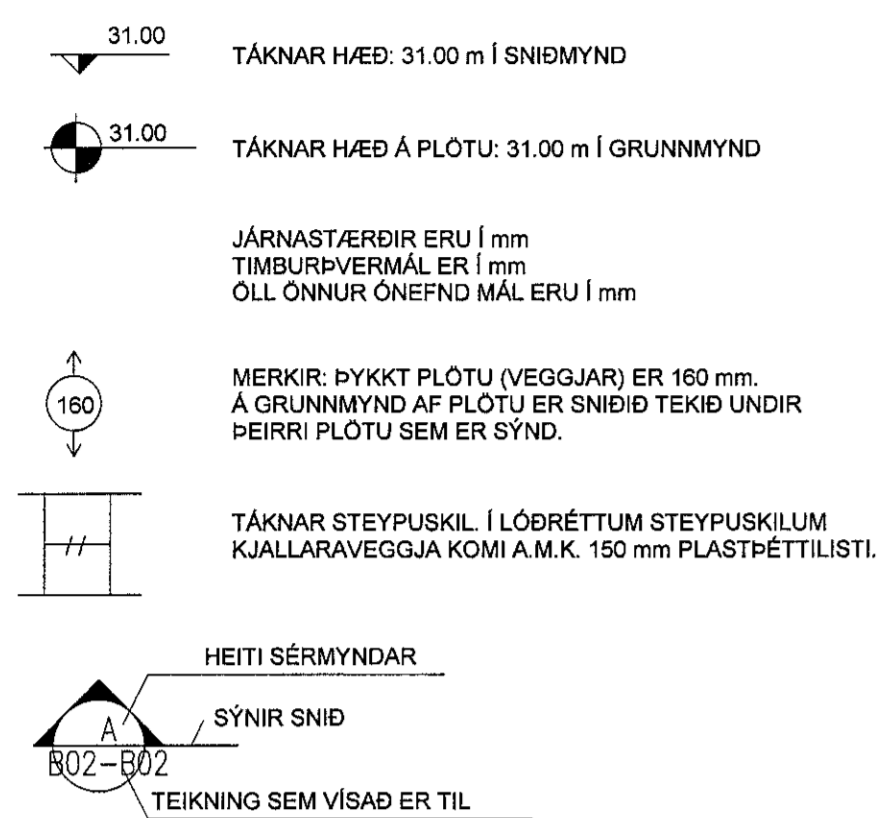 31.00
TÁKNAR HÆÐ: 31.00 m Í SNIÐMYND
31.00
TÁKNAR HÆÐ Á PLÖTU: 31.00 m Í GRUNNMYND
JÁRNASTÆRÐIR ERU Í mm
TIMBURÞVERMÁL ER Í mm
ÖLL ÖNNUR ÓNEFND MÁL ERU Í mm
160
MERKIR: ÞYKKT PLÖTU (VEGGJAR) ER 160 mm.
Á GRUNNMYND AF PLÖTU ER SNIÐIÐ TEKIÐ UNDIR
ÞEIRRI PLÖTU SEM ER SÝND.
TÁKNAR STEYPUSKIL. Í LÓÐRÉTTUM STEYPUSKILUM
KJALLARAVEGGJA KOMI A.M.K. 150 mm PLASTÞÉTTILISTI.
HEITI SÉRMYNDAR
A
SÝNIR SNIÐ
B02-B02
TEIKNING SEM VÍSAÐ ER TIL